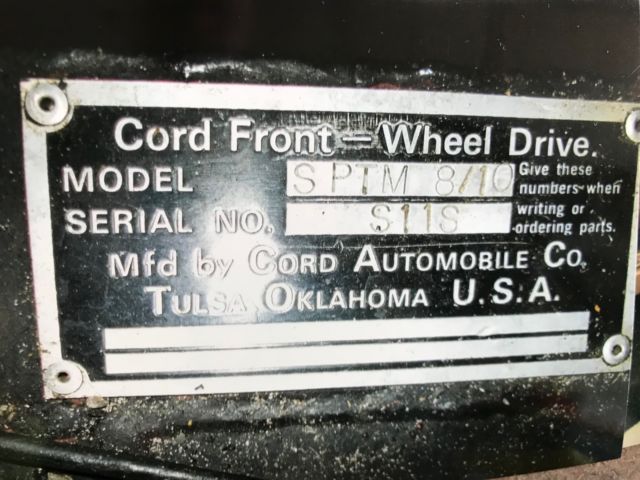 Cord Front-Wheel Drive.
MODEL SPTM 8/10
SERIAL NO. S11S
Give these
numbers when
writing or
ordering parts.
Mfd by CORD AUTOMOBILE CO.
TULSA OKLAHOMA U.S.A.